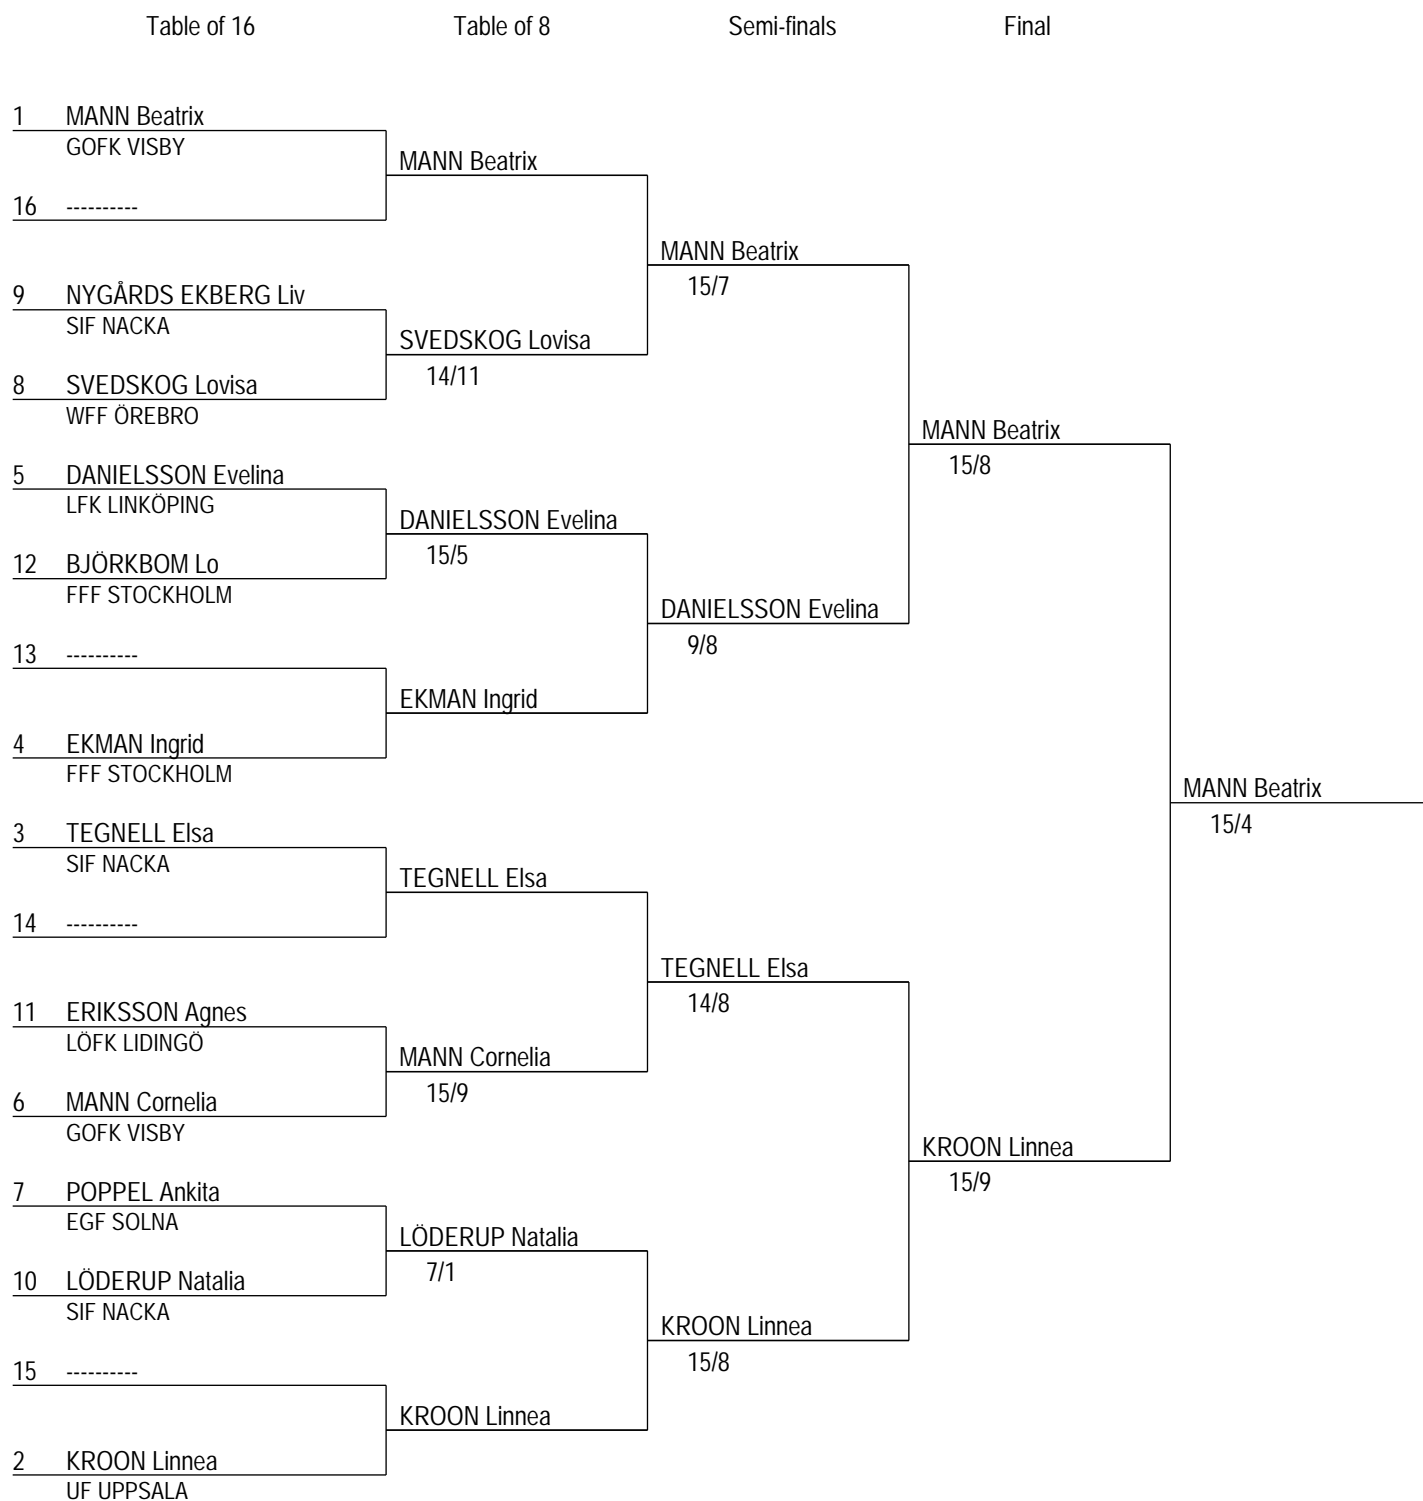 Table of 16 Table of 8 Semi-finals Final
1 MANN Beatrix
GOFK VISBY
MANN Beatrix
16 ----------
MANN Beatrix
15/7
9 NYGÅRDS EKBERG Liv
SIF NACKA
SVEDSKOG Lovisa
14/11
8 SVEDSKOG Lovisa
WFF ÖREBRO
MANN Beatrix
15/8
5 DANIELSSON Evelina
LFK LINKÖPING
DANIELSSON Evelina
15/5
12 BJÖRKBOM Lo
FFF STOCKHOLM
DANIELSSON Evelina
9/8
13 ----------
EKMAN Ingrid
4 EKMAN Ingrid
FFF STOCKHOLM
MANN Beatrix
15/4
3 TEGNELL Elsa
SIF NACKA
TEGNELL Elsa
14 ----------
TEGNELL Elsa
14/8
11 ERIKSSON Agnes
LÖFK LIDINGÖ
MANN Cornelia
15/9
6 MANN Cornelia
GOFK VISBY
KROON Linnea
15/9
7 POPPEL Ankita
EGF SOLNA
LÖDERUP Natalia
7/1
10 LÖDERUP Natalia
SIF NACKA
KROON Linnea
15/8
15 ----------
KROON Linnea
2 KROON Linnea
UF UPPSALA